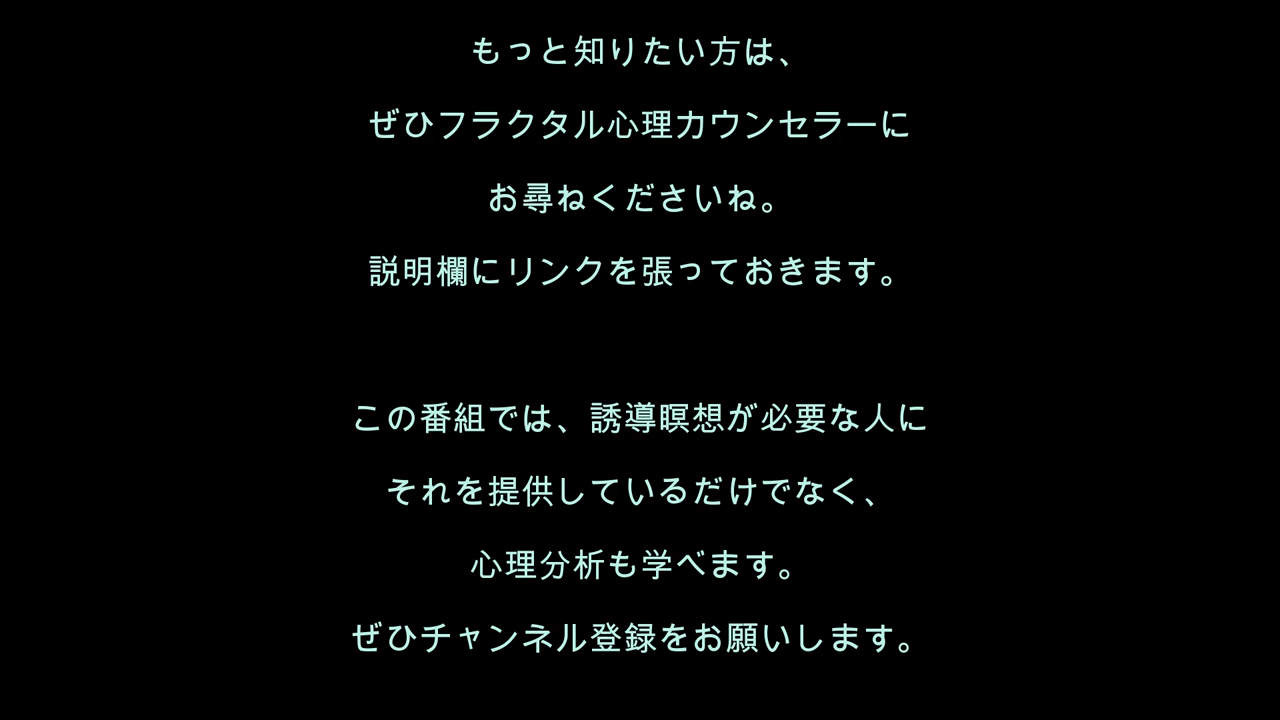 もっと知りたい方は、
ぜひフラクタル心理カウンセラーに
お尋ねくださいね。
説明欄にリンクを張っておきます。
この番組では、誘導瞑想が必要な人に
それを提供しているだけでなく、
心理分析も学べます。
ぜひチャンネル登録をお願いします。